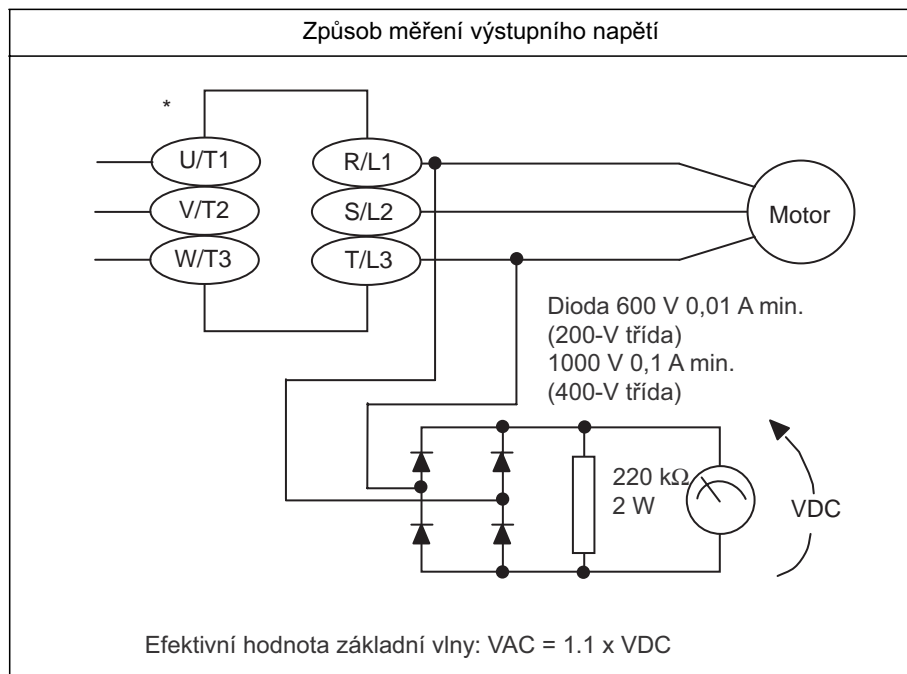 Způsob měření výstupního napětí
*
U/T1
R/L1
V/T2
S/L2
Motor
W/T3
T/L3
Dioda 600 V 0,01 A min.
(200-V třída)
1000 V 0,1 A min.
(400-V třída)
220 kΩ
2 W
VDC
Efektivní hodnota základní vlny: VAC = 1.1 x VDC